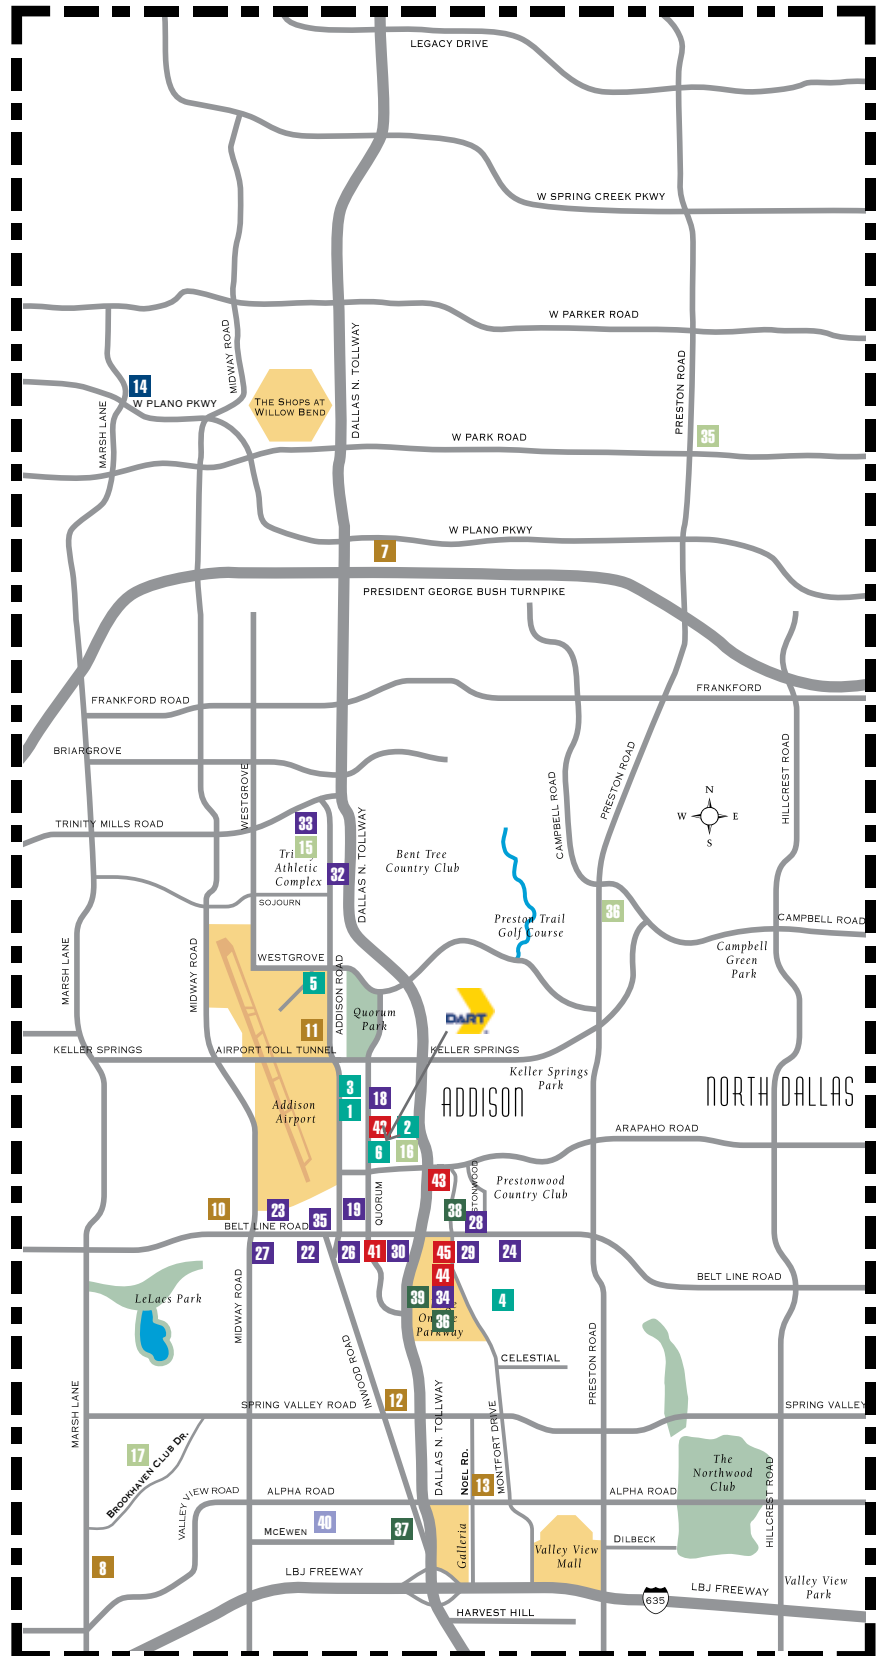 LEGACY DRIVE
W SPRING CREEK PKWY
W PARKER ROAD
MIDWAY ROAD
DALLAS N. TOLLWAY
PRESTON ROAD
14
W PLANO PKWY
THE SHOPS AT
WILLOW BEND
MARSH LANE
W PARK ROAD
35
W PLANO PKWY
7
PRESIDENT GEORGE BUSH TURNPIKE
FRANKFORD ROAD
FRANKFORD
BRIARGROVE
WESTGROVE
CAMPBELL ROAD
PRESTON ROAD
HILLCREST ROAD
N
W
E
S
TRINITY MILLS ROAD
33
15
Athletic
Complex
32
DALLAS N. TOLLWAY
Bent Tree
Country Club
SOJOURN
36
Preston Trail
Golf Course
CAMPBELL ROAD
Campbell
Green
Park
MARSH LANE
MIDWAY ROAD
WESTGROVE
ADDISON ROAD
5
Quorum
Park
DART
11
KELLER SPRINGS
AIRPORT TOLL TUNNEL
KELLER SPRINGS
Keller Springs
Park
3
18
1
ADDISON
NORTH DALLAS
Addison
Airport
2
6
16
ARAPAHO ROAD
43
Prestonwood
Country Club
QUORUM
10
23
19
38
35
28
BELT LINE ROAD
27
22
26
41
30
45
29
24
44
BELT LINE ROAD
LeLacs Park
39
34
4
36
Parkway
MIDWAY ROAD
INWOOD ROAD
PRESTON ROAD
CELESTIAL
MARSH LANE
12
SPRING VALLEY ROAD
SPRING VALLEY
DALLAS N. TOLLWAY
NOEL RD.
MONTFORT DRIVE
17
BROOKHAVEN CLUB DR.
The
Northwood
Club
HILLCREST ROAD
13
VALLEY VIEW ROAD
ALPHA ROAD
ALPHA ROAD
40
37
MCEWEN
DILBECK
Galleria
Valley View
Mall
8
LBJ FREEWAY
LBJ FREEWAY
635
Valley View
Park
HARVEST HILL